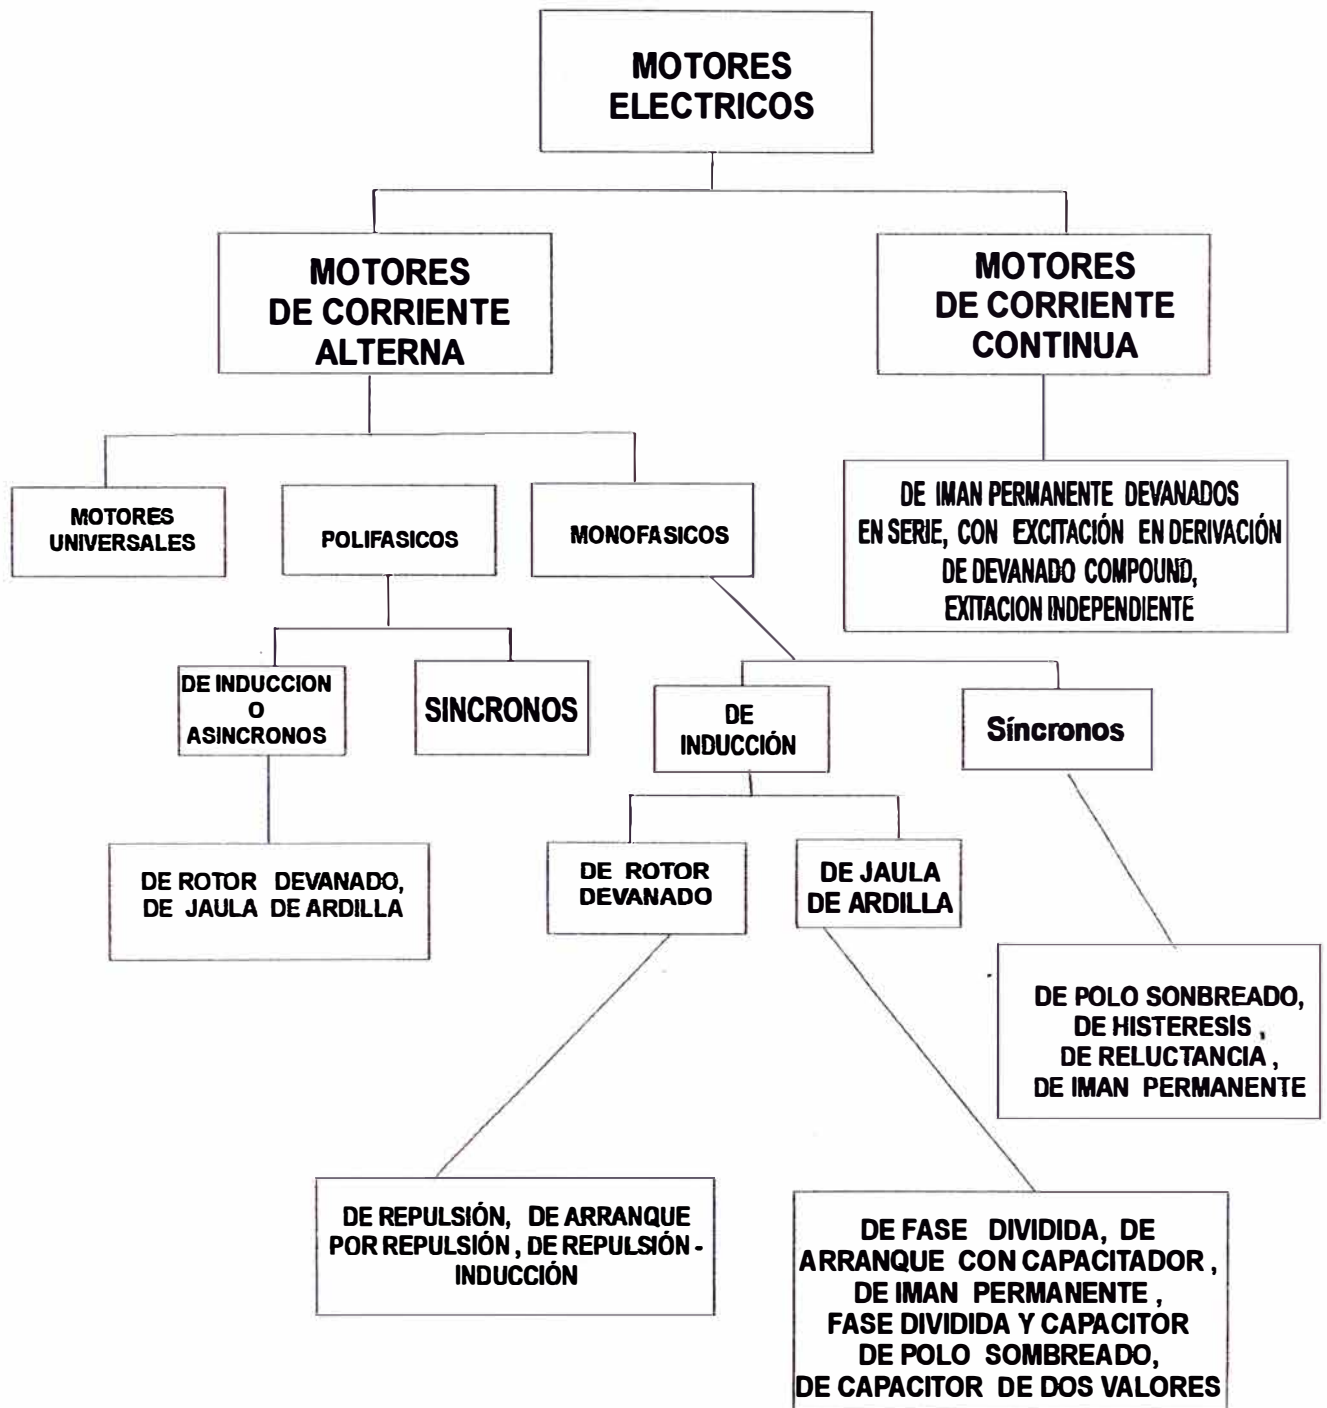 MOTORES
ELECTRICOS
MOTORES
DE CORRIENTE
ALTERNA
MOTORES
DE CORRIENTE
CONTINUA
MOTORES
UNIVERSALES
POLIFASICOS
MONOFASICOS
DE IMAN PERMANENTE DEVANADOS
EN SERIE, CON EXCITACIÓN EN DERIVACIÓN
DE DEVANADO COMPOUND,
EXITACION INDEPENDIENTE
DE INDUCCION
O
ASINCRONOS
SINCRONOS
DE
INDUCCIÓN
Síncronos
DE ROTOR DEVANADO,
DE JAULA DE ARDILLA
DE ROTOR
DEVANADO
DE JAULA
DE ARDILLA
DE POLO SONBREADO,
DE HISTERESIS,
DE RELUCTANCIA,
DE IMAN PERMANENTE
DE REPULSIÓN, DE ARRANQUE
POR REPULSIÓN, DE REPULSIÓN-
INDUCCIÓN
DE FASE DIVIDIDA, DE
ARRANQUE CON CAPACITADOR,
DE IMAN PERMANENTE,
FASE DIVIDIDA Y CAPACITOR
DE POLO SOMBREADO,
DE CAPACITOR DE DOS VALORES